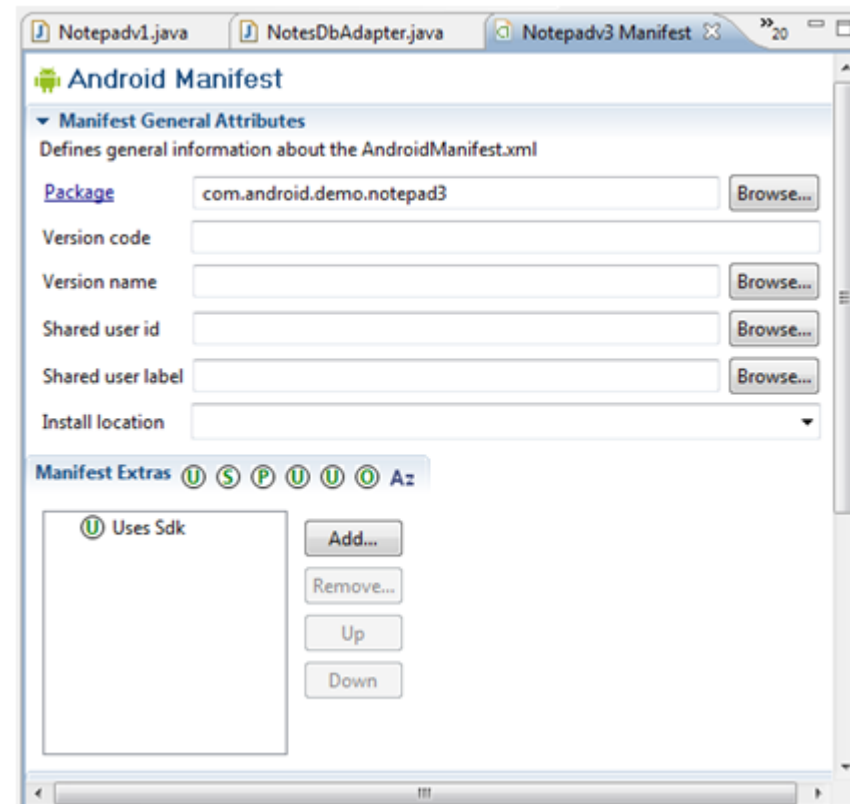 Notepadv1.java NotesDbAdapter.java Notepadv3 Manifest »20
Android Manifest
Manifest General Attributes
Defines general information about the AndroidManifest.xml
Package com.android.demo.notepad3 Browse...
Version code
Version name Browse...
Shared user id Browse...
Shared user label Browse...
Install location
Manifest Extras U S P U U O Az
U Uses Sdk
Add...
Remove...
Up
Down